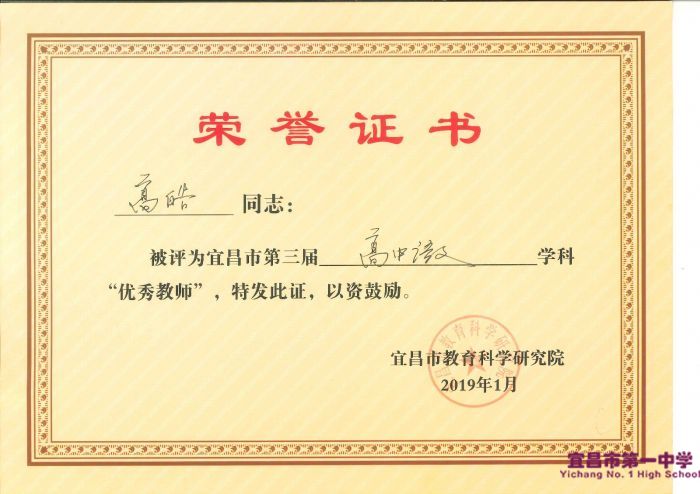 荣誉证书
高皓 同志：
被评为宜昌市第三届 高中语文 学科
“优秀教师”，特发此证，以资鼓励。
宜昌市教育科学研究院
2019年1月
宜昌市第一中学
Yichang No. 1 High School